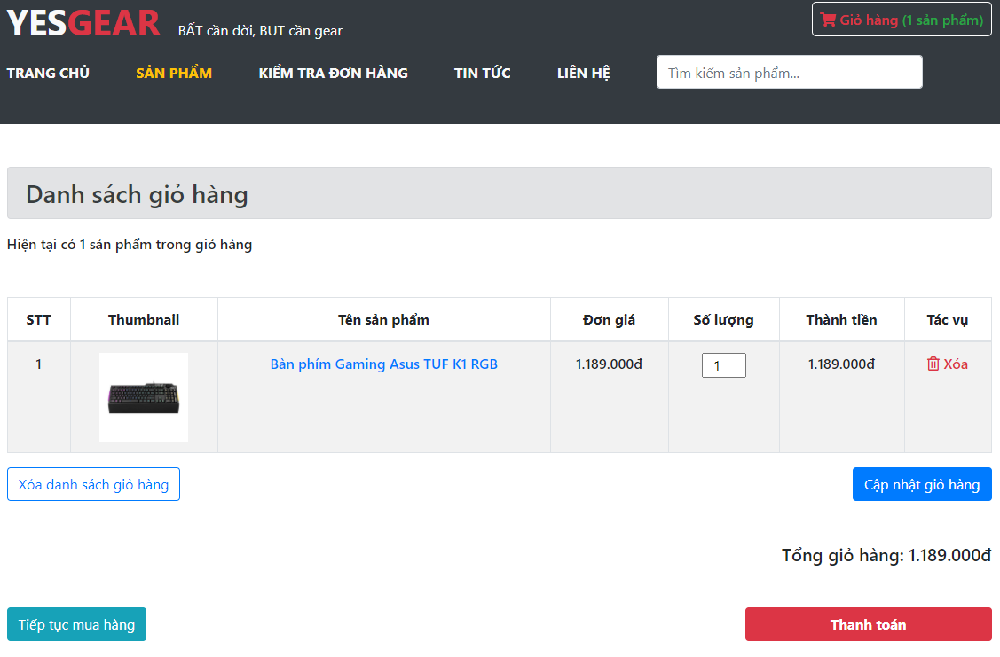 YESGEAR BẤT cần đời, BUT cần gear Giỏ hàng (1 sản phẩm)
TRANG CHỦ SẢN PHẨM KIỂM TRA ĐƠN HÀNG TIN TỨC LIÊN HỆ Tìm kiếm sản phẩm...
Danh sách giỏ hàng
Hiện tại có 1 sản phẩm trong giỏ hàng
STT Thumbnail Tên sản phẩm Đơn giá Số lượng Thành tiền Tác vụ
1 Bàn phím Gaming Asus TUF K1 RGB 1.189.000đ 1 1.189.000đ Xóa
Xóa danh sách giỏ hàng Cập nhật giỏ hàng
Tổng giỏ hàng: 1.189.000đ
Tiếp tục mua hàng Thanh toán